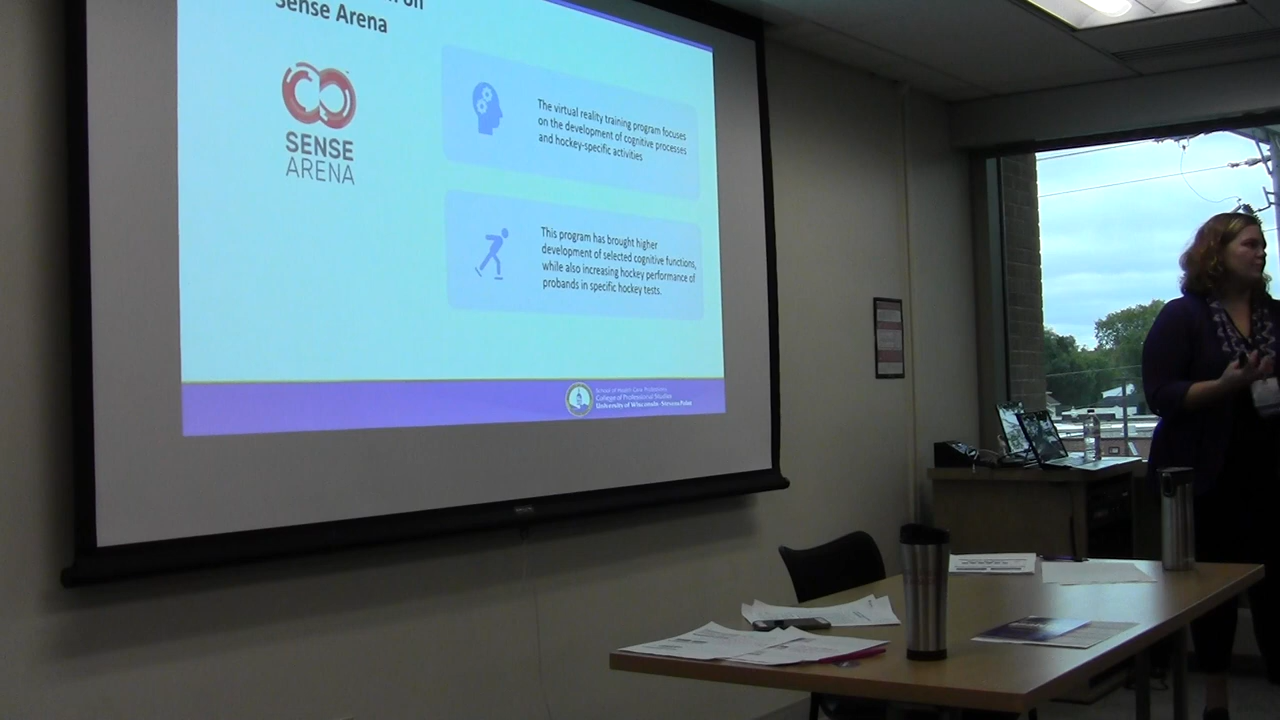 on
Sense Arena
SENSE
ARENA
The virtual reality training program focuses
on the development of cognitive processes
and hockey-specific activities
This program has brought higher
development of selected cognitive functions,
while also increasing hockey performance of
probands in specific hockey tests.
School of Health Care Professions
College of Professional Studies
University of Wisconsin - Stevens Point